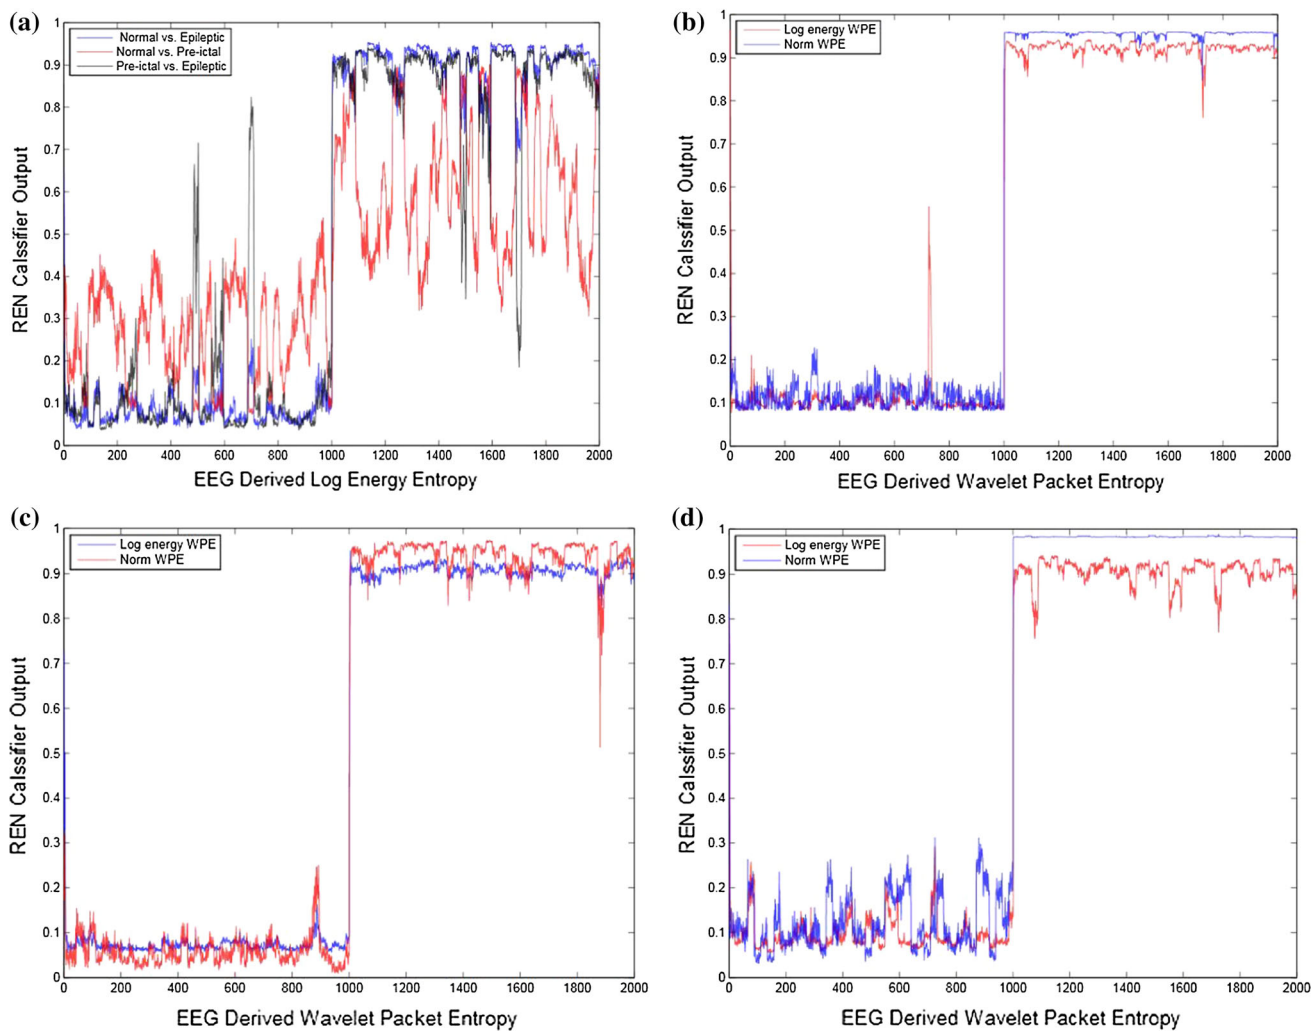 (a)
Normal vs. Epileptic
Normal vs. Pre-ictal
Pre-ictal vs. Epileptic
REN Calssifier Output
1
0.9
0.8
0.7
0.6
0.5
0.4
0.3
0.2
0.1
0
0 200 400 600 800 1000 1200 1400 1600 1800 2000
EEG Derived Log Energy Entropy
(b)
Log energy WPE
Norm WPE
REN Calssifier Output
1
0.9
0.8
0.7
0.6
0.5
0.4
0.3
0.2
0.1
0
0 200 400 600 800 1000 1200 1400 1600 1800 2000
EEG Derived Wavelet Packet Entropy
(c)
Log energy WPE
Norm WPE
REN Calssifier Output
1
0.9
0.8
0.7
0.6
0.5
0.4
0.3
0.2
0.1
0
0 200 400 600 800 1000 1200 1400 1600 1800 2000
EEG Derived Wavelet Packet Entropy
(d)
Log energy WPE
Norm WPE
REN Calssifier Output
1
0.9
0.8
0.7
0.6
0.5
0.4
0.3
0.2
0.1
0
0 200 400 600 800 1000 1200 1400 1600 1800 2000
EEG Derived Wavelet Packet Entropy